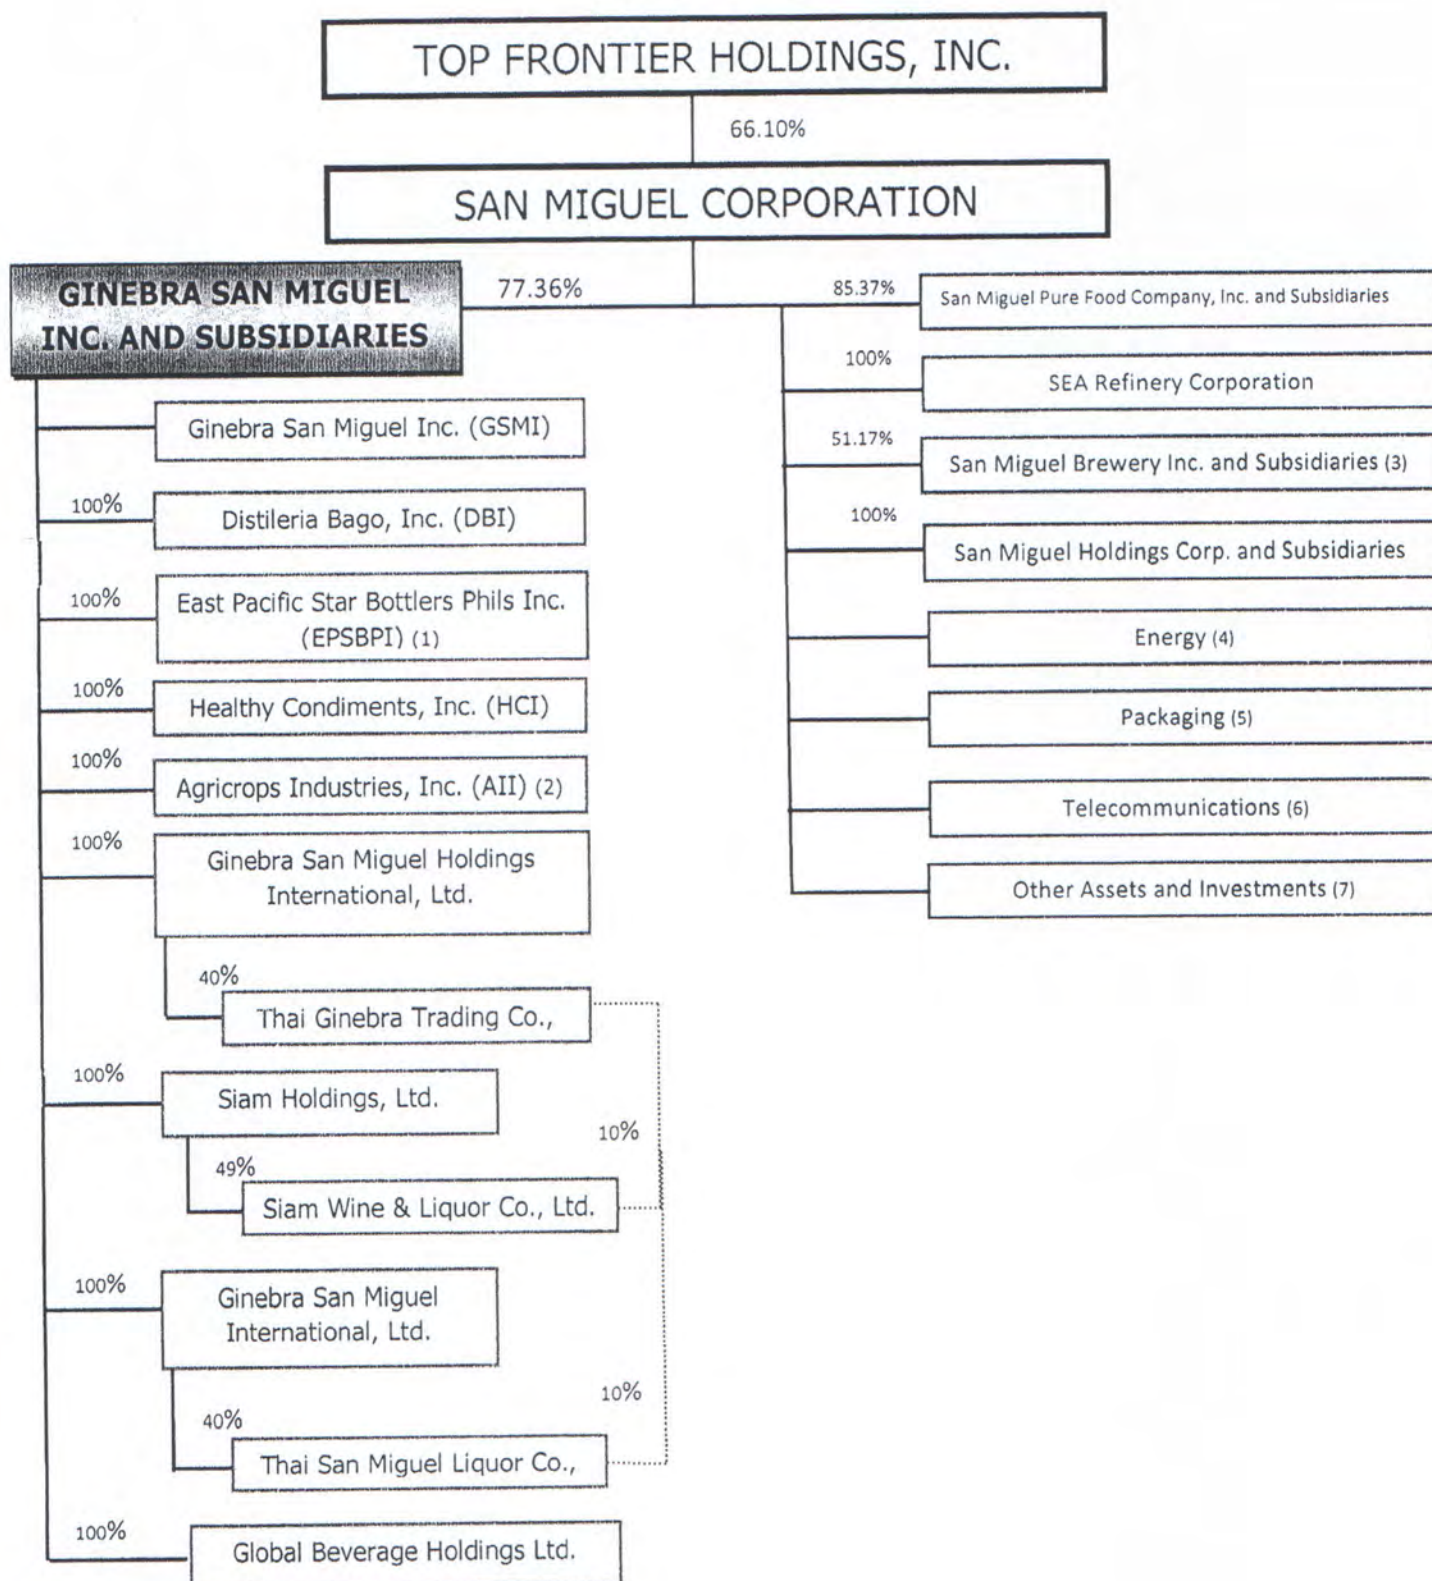 TOP FRONTIER HOLDINGS, INC.
66.10%
SAN MIGUEL CORPORATION
GINEBRA SAN MIGUEL
INC. AND SUBSIDIARIES
77.36%
Ginebra San Miguel Inc. (GSMI)
100%
Distileria Bago, Inc. (DBI)
100%
East Pacific Star Bottlers Phils Inc.
(EPSBPI) (1)
100%
Healthy Condiments, Inc. (HCI)
100%
Agricrops Industries, Inc. (AII) (2)
100%
Ginebra San Miguel Holdings
International, Ltd.
40%
Thai Ginebra Trading Co.,
100%
Siam Holdings, Ltd.
10%
49%
Siam Wine & Liquor Co., Ltd.
100%
Ginebra San Miguel
International, Ltd.
10%
40%
Thai San Miguel Liquor Co.,
100%
Global Beverage Holdings Ltd.
85.37%
San Miguel Pure Food Company, Inc. and Subsidiaries
100%
SEA Refinery Corporation
51.17%
San Miguel Brewery Inc. and Subsidiaries (3)
100%
San Miguel Holdings Corp. and Subsidiaries
Energy (4)
Packaging (5)
Telecommunications (6)
Other Assets and Investments (7)